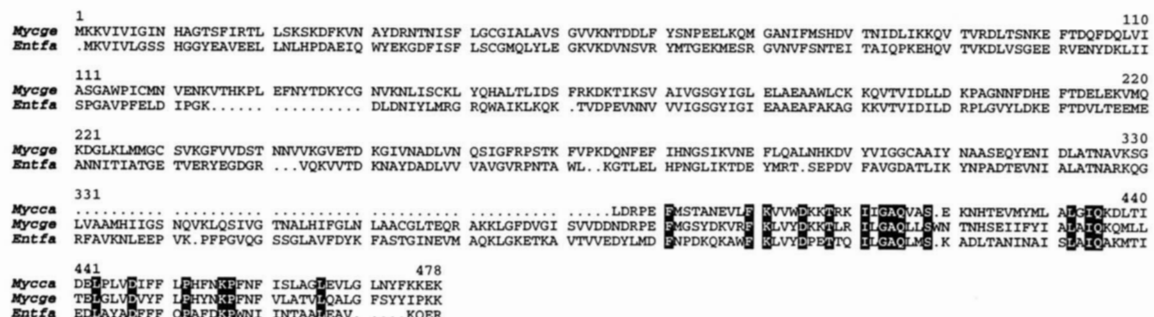 1 110
Mycge MKKVIVIGIN HAGTSFIRTL LSKSKDFKVN AYDRNTNISF LGCGIALAVS GVVKNTDDLF YSNPEELKQM GANIFMSHDV TNIDLIKKQV TVRDLTSNKE FTDQFDQLVI
Entfa .MKVIVLGSS HGGYEAVEEL LNLHPDAEIQ WYEKGDFISF LSCGMQLYLE GKVKDVNSVR YMTGEKMESR GVNVFSNTEI TAIQPKEHQV TVKDLVSGEE RVENYDKLII
111 220
Mycge ASGAWPICMN VENKVTHKPL EFNYTDKYCG NVKNLISCKL YQHALTLIDS FRKDKTIKSV AIVGSGYIGL ELAEAAWLCK KQVTVIDLLD KPAGNNFDHE FTDELEKVMQ
Entfa SPGAVPFELD IPGK...... ....DLDNIYLMRG RQWAIKLKQK .TVDPEVNNV VVIGSGYIGI EAAEAFAKAG KKVTVIDILD RPLGVYLDKE FTDVLTEEME
221 330
Mycge KDGLKLMMGC SVKGFVVDST NNVVKGVETD KGIVNADLVN QSIGFRPSTK FVPKDQNFEF IHNGSIKVNE FLQALNHKDV YVIGGCAAIY NAASEQYENI DLATNAVKSG
Entfa ANNITIATGE TVERYEGDGR ..VQKVVTD KNAYDADLVV VAVGVRPNTA WL..KGTLEL HPNGLIKTDE YMRT.SEPDV FAVGDATLIK YNPADTEVNI ALATNARKQG
331 440
Mycca .......... .......... .......... .......... .......... .....LDRPE FMSTANEVLF KVVWDKKTRK IIGAQVAS.E KNHTEVMYML ALGIQKDLTI
Mycge LVAAMHIIGS NQVKLQSIVG TNALHIFGLN LAACGLTEQR AKKLGFDVGI SVVDDNDRPE FMGSYDKVRF KLVYDKKTLR ILGAQLLSWN TNHSEIIFYI ALAIQKQMLL
Entfa RFAVKNLEEP VK.PFPGVQG SSGLAVFDYK FASTGINEVM AQKLGKETKA VTVVEDYLMD FNPDKQKAWF KLVYDPETTQ ILGAQLMS.K ADLTANINAI SLAIQAKMTI
441 478
Mycca DELPLVDIFF LPHFNKPFNF ISLAGLEVLG LNYFKKEK
Mycge TELGLVDVYF LPHYNKPFNF VLATVLQALG FSYYIPKK
Entfa EDLAYADFFF QPAFDKPWNI INTAALEAV. ....KQER